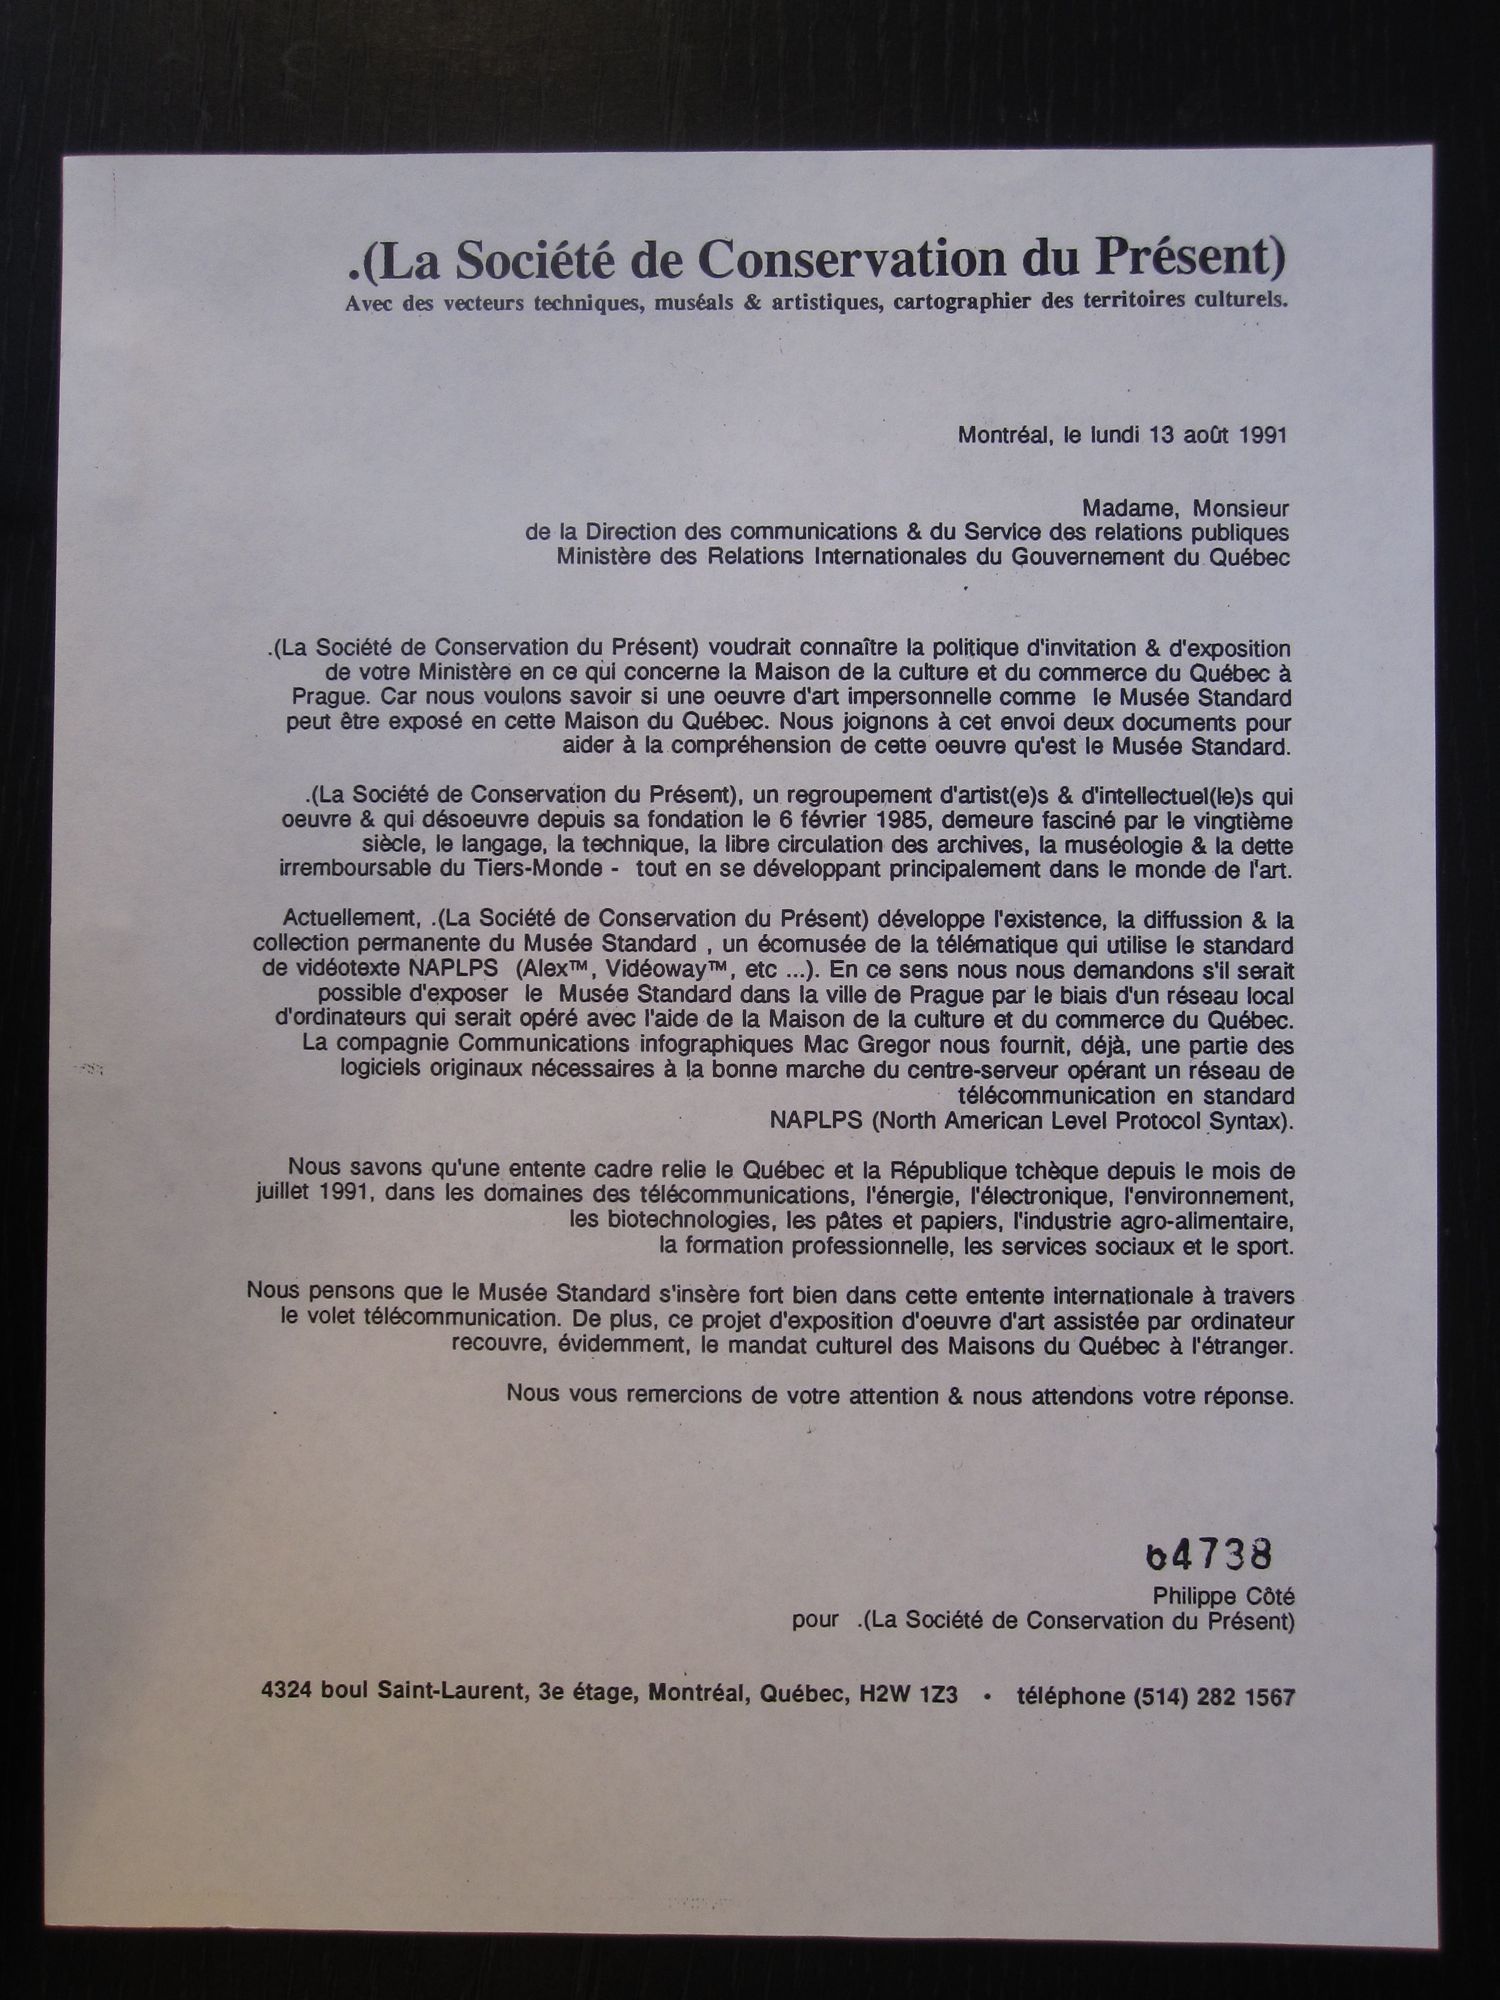 .(La Société de Conservation du Présent)
Avec des vecteurs techniques, muséals & artistiques, cartographier des territoires culturels.
Montréal, le lundi 13 août 1991
Madame, Monsieur
de la Direction des communications & du Service des relations publiques
Ministère des Relations Internationales du Gouvernement du Québec
.(La Société de Conservation du Présent) voudrait connaître la politique d'invitation & d'exposition
de votre Ministère en ce qui concerne la Maison de la culture et du commerce du Québec à
Prague. Car nous voulons savoir si une oeuvre d'art impersonnelle comme le Musée Standard
peut être exposé en cette Maison du Québec. Nous joignons à cet envoi deux documents pour
aider à la compréhension de cette oeuvre qu'est le Musée Standard.
.(La Société de Conservation du Présent), un regroupement d'artist(e)s & d'intellectuel(le)s qui
oeuvre & qui désoeuvre depuis sa fondation le 6 février 1985, demeure fasciné par le vingtième
siècle, le langage, la technique, la libre circulation des archives, la muséologie & la dette
irremboursable du Tiers-Monde - tout en se développant principalement dans le monde de l'art.
Actuellement, .(La Société de Conservation du Présent) développe l'existence, la diffussion & la
collection permanente du Musée Standard , un écomusée de la télématique qui utilise le standard
de vidéotexte NAPLPS (Alex™, Vidéoway™, etc ...). En ce sens nous nous demandons s'il serait
possible d'exposer le Musée Standard dans la ville de Prague par le biais d'un réseau local
d'ordinateurs qui serait opéré avec l'aide de la Maison de la culture et du commerce du Québec.
La compagnie Communications infographiques Mac Gregor nous fournit, déjà, une partie des
logiciels originaux nécessaires à la bonne marche du centre-serveur opérant un réseau de
télécommunication en standard
NAPLPS (North American Level Protocol Syntax).
Nous savons qu'une entente cadre relie le Québec et la République tchèque depuis le mois de
juillet 1991, dans les domaines des télécommunications, l'énergie, l'électronique, l'environnement,
les biotechnologies, les pâtes et papiers, l'industrie agro-alimentaire,
la formation professionnelle, les services sociaux et le sport.
Nous pensons que le Musée Standard s'insère fort bien dans cette entente internationale à travers
le volet télécommunication. De plus, ce projet d'exposition d'oeuvre d'art assistée par ordinateur
recouvre, évidemment, le mandat culturel des Maisons du Québec à l'étranger.
Nous vous remercions de votre attention & nous attendons votre réponse.
64738
Philippe Côté
pour .(La Société de Conservation du Présent)
4324 boul Saint-Laurent, 3e étage, Montréal, Québec, H2W 1Z3 • téléphone (514) 282 1567